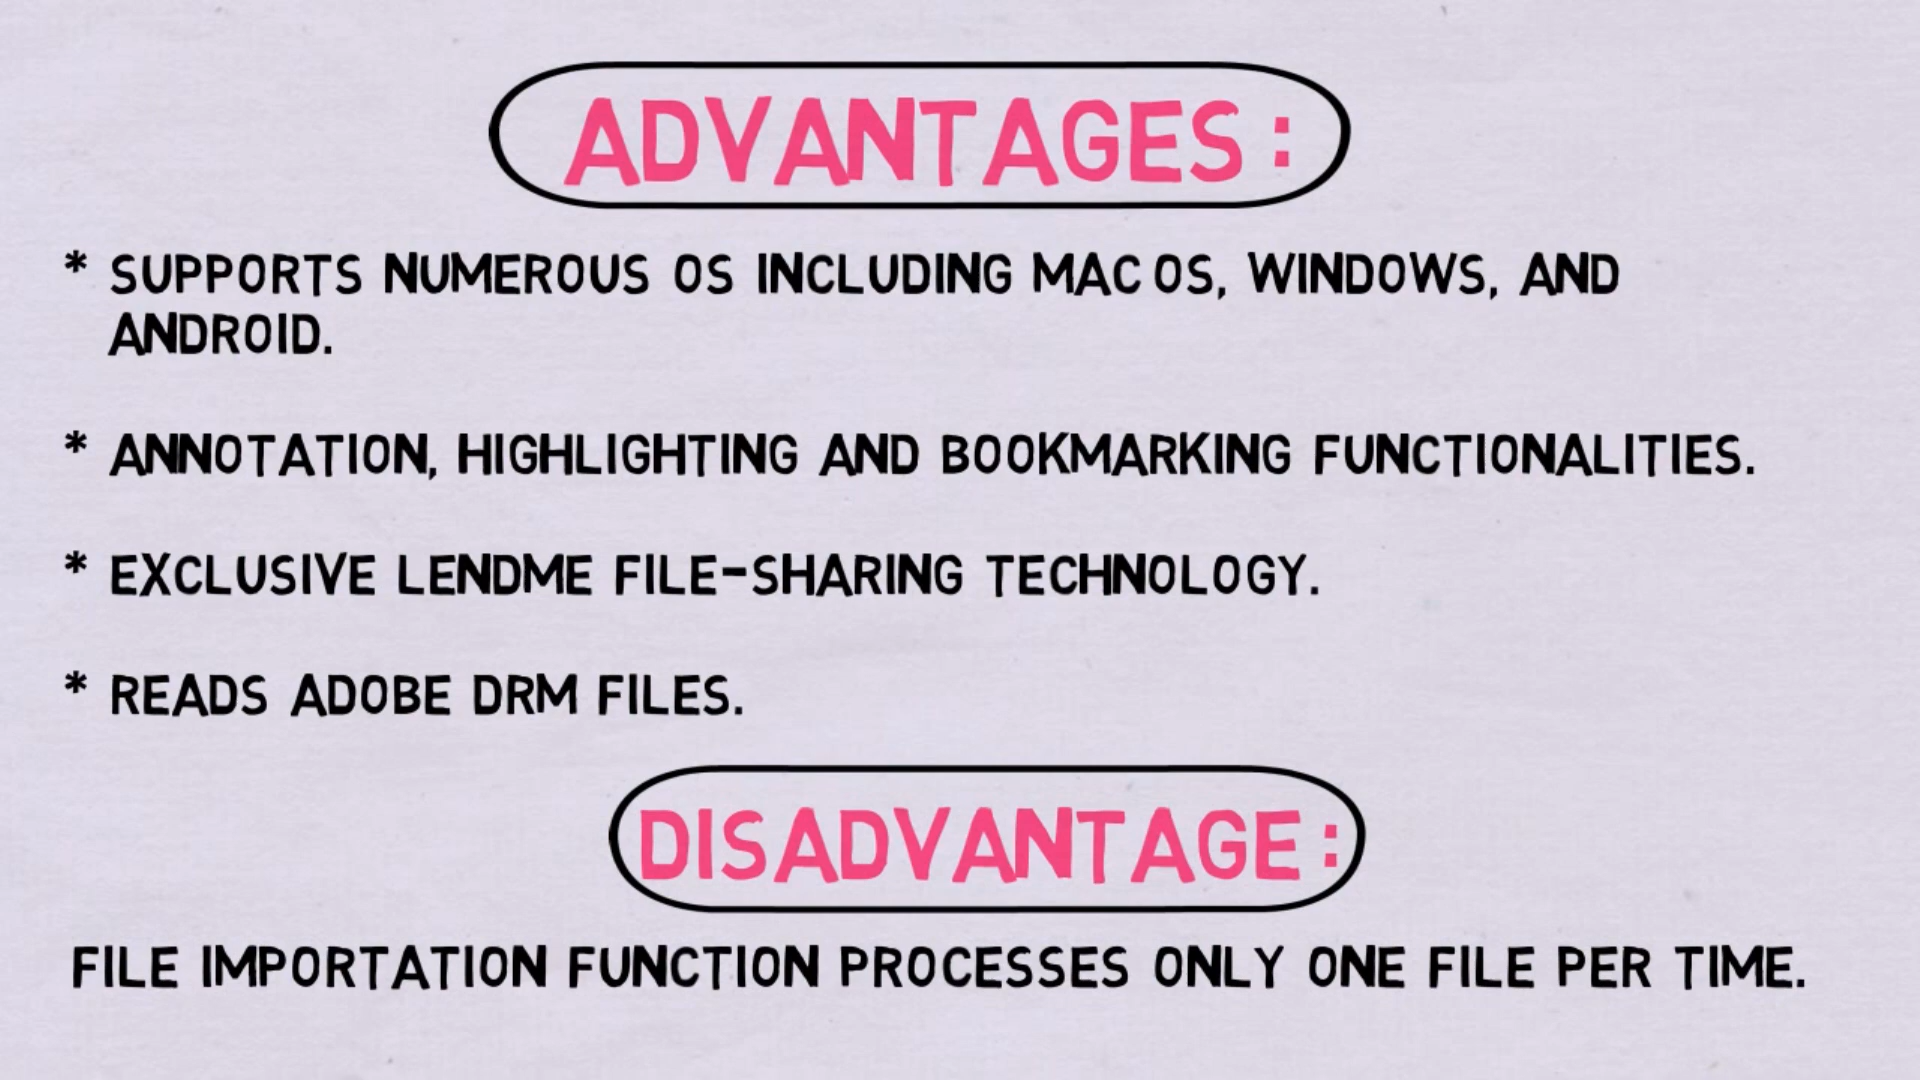 ADVANTAGES:
* SUPPORTS NUMEROUS OS INCLUDING MAC OS, WINDOWS, AND
ANDROID.
* ANNOTATION, HIGHLIGHTING AND BOOKMARKING FUNCTIONALITIES.
* EXCLUSIVE LENDME FILE-SHARING TECHNOLOGY.
* READS ADOBE DRM FILES.
DISADVANTAGE:
FILE IMPORTATION FUNCTION PROCESSES ONLY ONE FILE PER TIME.